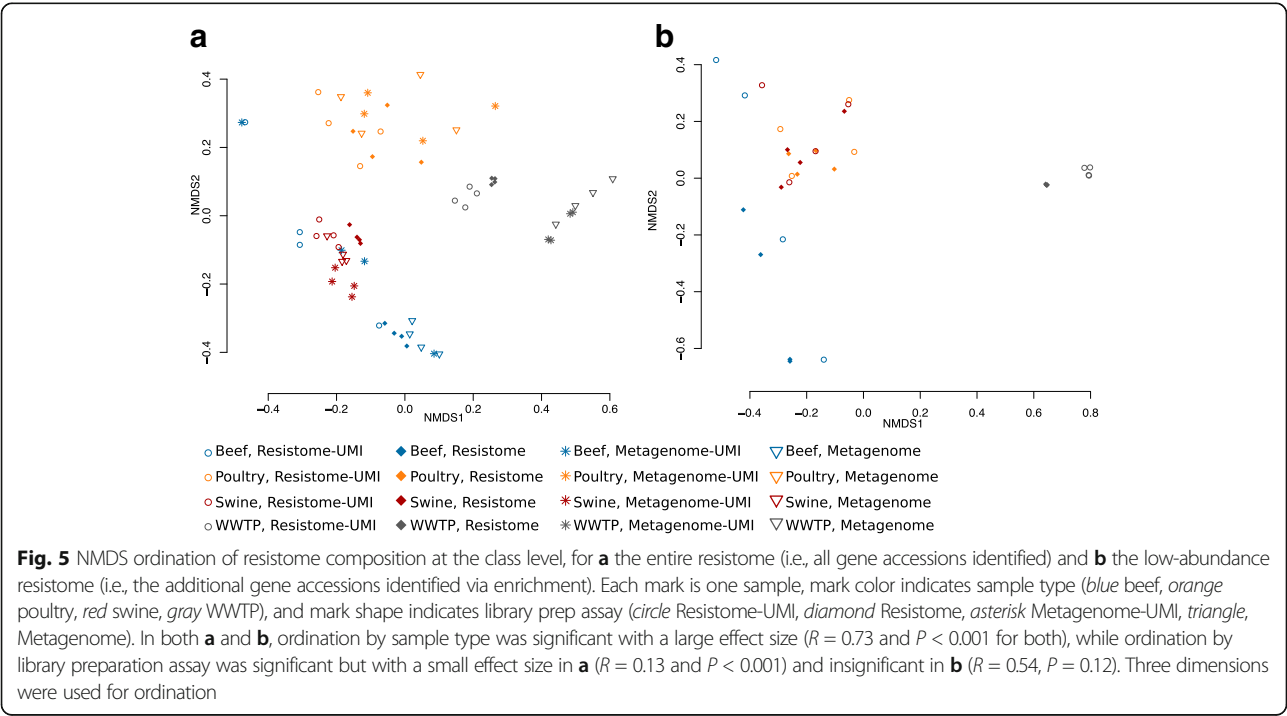 a
b
0.4
0.2
0.0
−0.2
−0.4
NMDS2
−0.4
−0.2
0.0
0.2
0.4
0.6
NMDS1
0.4
0.2
0.0
−0.2
−0.4
−0.6
NMDS2
−0.4
−0.2
0.0
0.2
0.4
0.6
0.8
NMDS1
Beef, Resistome-UMI Beef, Resistome Beef, Metagenome-UMI Beef, Metagenome
Poultry, Resistome-UMI Poultry, Resistome Poultry, Metagenome-UMI Poultry, Metagenome
Swine, Resistome-UMI Swine, Resistome Swine, Metagenome-UMI Swine, Metagenome
WWTP, Resistome-UMI WWTP, Resistome WWTP, Metagenome-UMI WWTP, Metagenome
Fig. 5 NMDS ordination of resistome composition at the class level, for a the entire resistome (i.e., all gene accessions identified) and b the low-abundance
resistome (i.e., the additional gene accessions identified via enrichment). Each mark is one sample, mark color indicates sample type (blue beef, orange
poultry, red swine, gray WWTP), and mark shape indicates library prep assay (circle Resistome-UMI, diamond Resistome, asterisk Metagenome-UMI, triangle,
Metagenome). In both a and b, ordination by sample type was significant with a large effect size (R = 0.73 and P < 0.001 for both), while ordination by
library preparation assay was significant but with a small effect size in a (R = 0.13 and P < 0.001) and insignificant in b (R = 0.54, P = 0.12). Three dimensions
were used for ordination